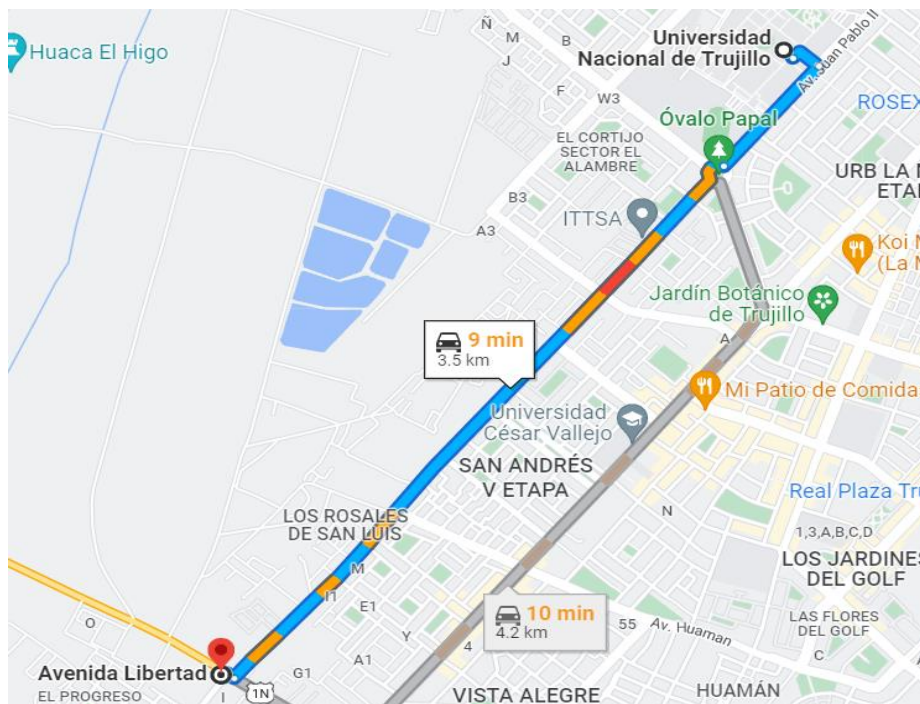 Ñ
M
B
J
Universidad
Nacional de Trujillo
Av. Juan Pablo II
Huaca El Higo
F
W3
ROSEX
Óvalo Papal
EL CORTIJO
SECTOR EL
ALAMBRE
URB LA N
ETAP
B3
ITTSA
A3
Koi N
(La M
Jardín Botánico
de Trujillo
9 min
3.5 km
A
Mi Patio de Comida
Universidad
César Vallejo
SAN ANDRÉS
V ETAPA
Real Plaza Tru
N
LOS ROSALES
DE SAN LUIS
1,3,A,B,C,D
LOS JARDINES
DEL GOLF
M
I1
E1
10 min
4.2 km
O
Y
55
Av. Huaman
LAS FLORES
DEL GOLF
Avenida Libertad
G1
A1
4
C
EL PROGRESO
I
1N
VISTA ALEGRE
HUAMÁN